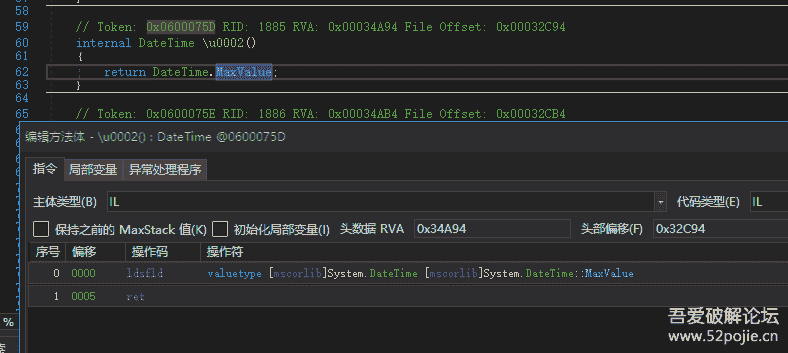 58
}
59
// Token: 0x0600075D RID: 1885 RVA: 0x00034A94 File Offset: 0x00032C94
60
internal DateTime \u0002()
61
{
62
return DateTime.MaxValue;
63
}
64
65
// Token: 0x0600075E RID: 1886 RVA: 0x00034AB4 File Offset: 0x00032CB4
编辑方法体 - \u0002() : DateTime @0600075D
指令 局部变量 异常处理程序
主体类型(B) IL 代码类型(E) IL
保持之前的 MaxStack 值(K) 初始化局部变量(I) 头数据 RVA 0x34A94 头部偏移(F) 0x32C94
序号 偏移 操作码 操作符
0 0000 ldsfld valuetype [mscorlib]System.DateTime [mscorlib]System.DateTime::MaxValue
1 0005 ret
%
吾爱破解论坛
www.52pojie.cn